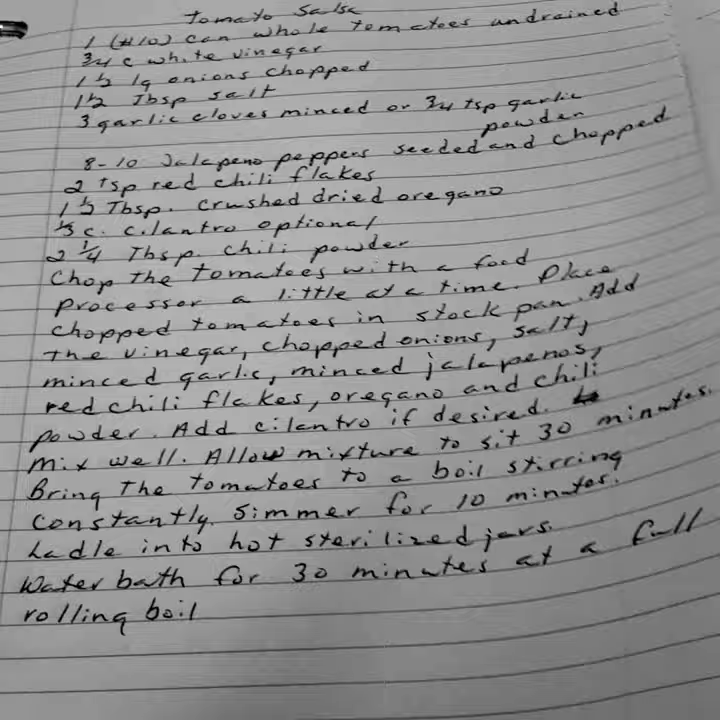 Tomato Salsa
1 (#10) can whole tomatoes undrained
3/4 c white vinegar
1 1/2 lg onions chopped
1 1/2 Tbsp salt
3 garlic cloves minced or 3/4 tsp garlic
powder
8-10 Jalapeno peppers seeded and chopped
2 tsp red chili flakes
1 1/2 Tbsp. crushed dried oregano
1/3 c. cilantro optional
2 1/4 Tbsp. chili powder
Chop the tomatoes with a food
processor a little at a time. Place
chopped tomatoes in stock pan. Add
the vinegar, chopped onions, salt,
minced garlic, minced jalapenos,
red chili flakes, oregano and chili
powder. Add cilantro if desired.
Mix well. Allow mixture to sit 30 minutes.
Bring the tomatoes to a boil stirring
constantly. Simmer for 10 minutes.
Ladle into hot sterilized jars.
Water bath for 30 minutes at a full
rolling boil